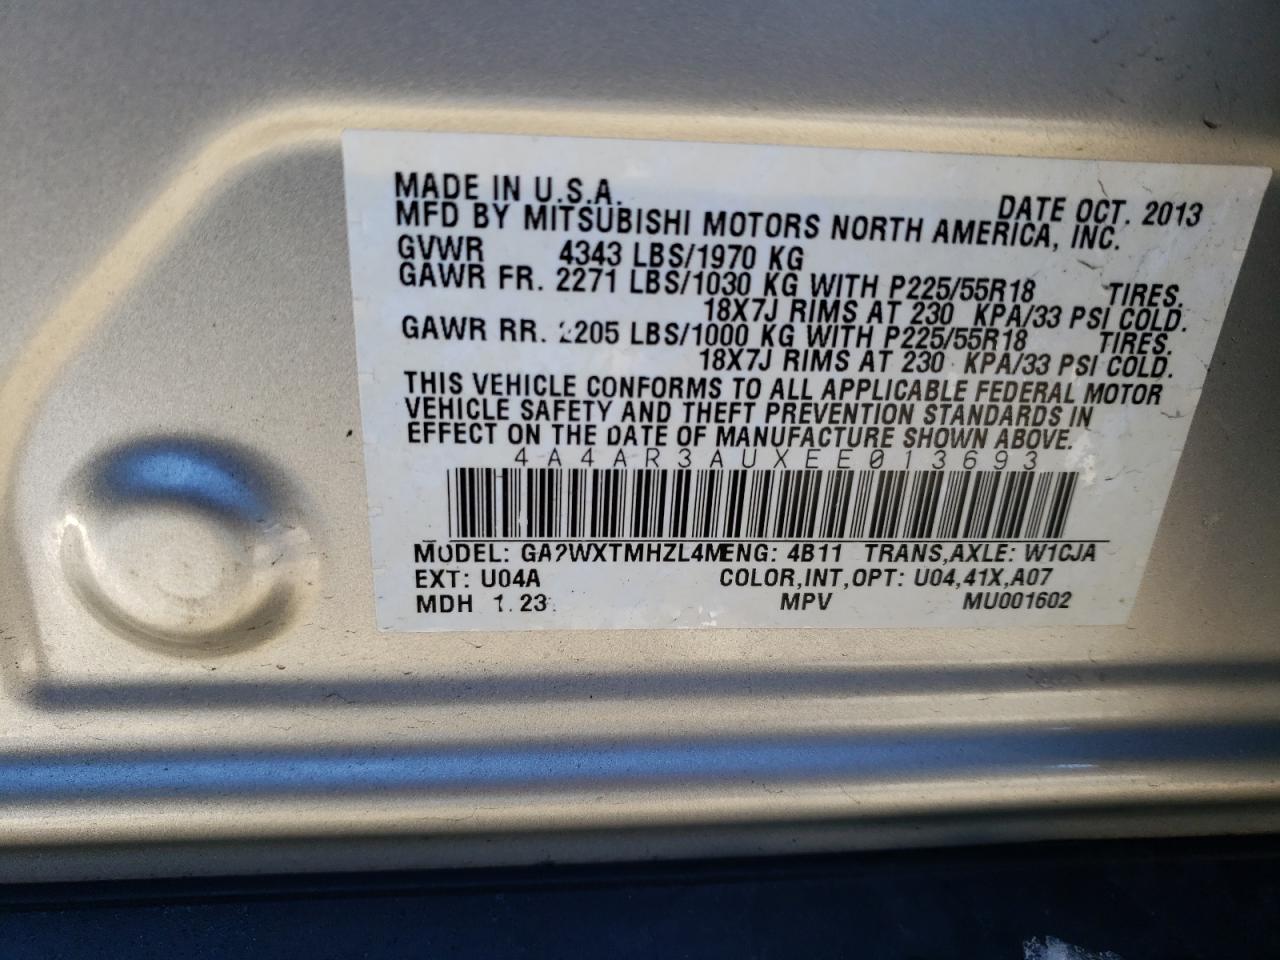 MADE IN U.S.A. DATE OCT. 2013
MFD BY MITSUBISHI MOTORS NORTH AMERICA, INC.
GVWR 4343 LBS/1970 KG
GAWR FR. 2271 LBS/1030 KG WITH P225/55R18 TIRES.
18X7J RIMS AT 230 KPA/33 PSI COLD.
GAWR RR. 2205 LBS/1000 KG WITH P225/55R18 TIRES.
18X7J RIMS AT 230 KPA/33 PSI COLD.
THIS VEHICLE CONFORMS TO ALL APPLICABLE FEDERAL MOTOR
VEHICLE SAFETY AND THEFT PREVENTION STANDARDS IN
EFFECT ON THE DATE OF MANUFACTURE SHOWN ABOVE.
4A4AR3AUXEE013693
MODEL: GA2WXTMHZL4M ENG: 4B11 TRANS,AXLE: W1CJA
EXT: U04A COLOR,INT,OPT: U04,41X,A07
MDH MPV MU001602